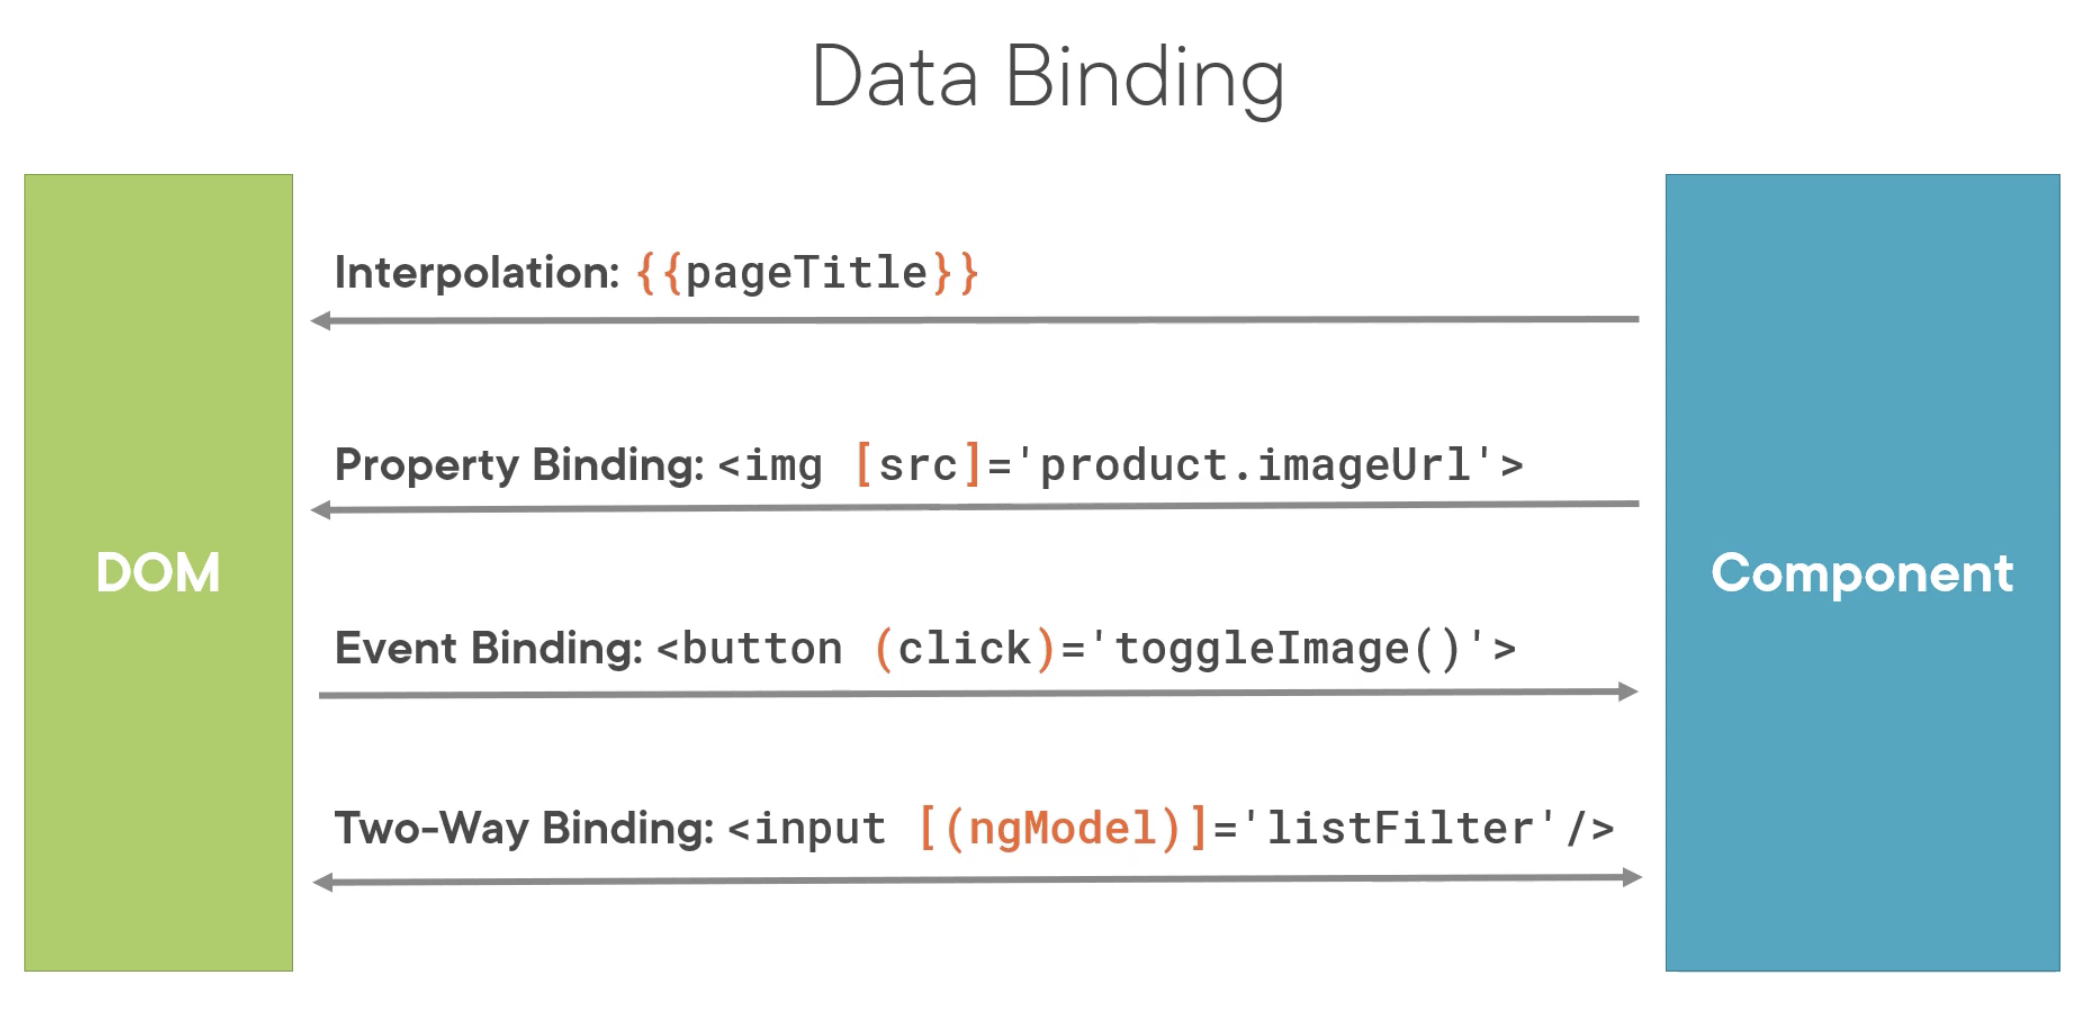 Data Binding
Interpolation: {{pageTitle}}
Property Binding: <img [src]='product.imageUrl'>
DOM
Component
Event Binding: <button (click)='toggleImage()'>
Two-Way Binding: <input [(ngModel)]='listFilter'/>